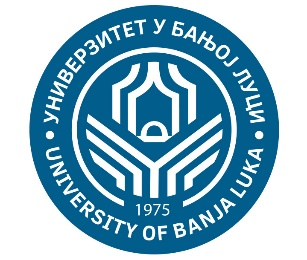 • УНИВЕРЗИТЕТ У БАЊОЈ ЛУЦИ •
1975
UNIVERSITY OF BANJA LUKA